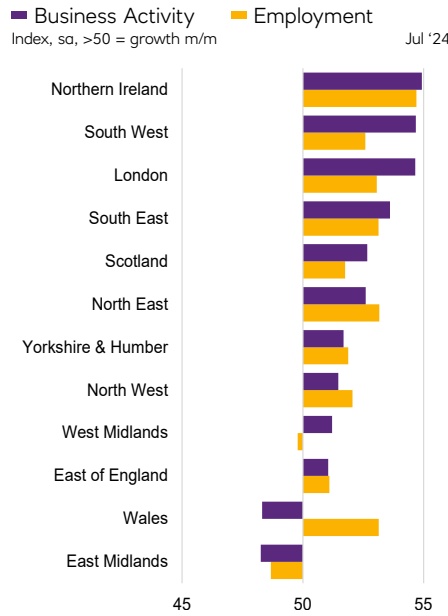 Business Activity Employment
Index, sa, >50 = growth m/m Jul ‘24
Northern Ireland
South West
London
South East
Scotland
North East
Yorkshire & Humber
North West
West Midlands
East of England
Wales
East Midlands
45 50 55